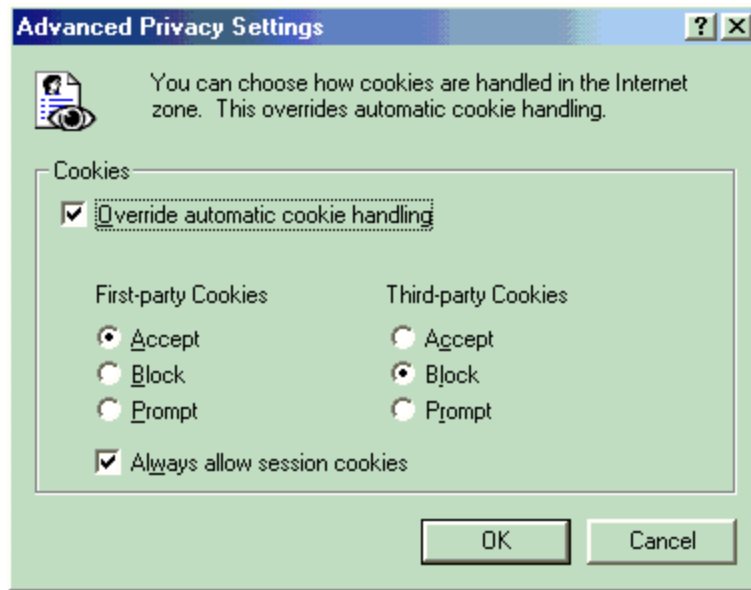 Advanced Privacy Settings
You can choose how cookies are handled in the Internet
zone. This overrides automatic cookie handling.
Cookies
Override automatic cookie handling
First-party Cookies
Third-party Cookies
Accept
Accept
Block
Block
Prompt
Prompt
Always allow session cookies
OK
Cancel